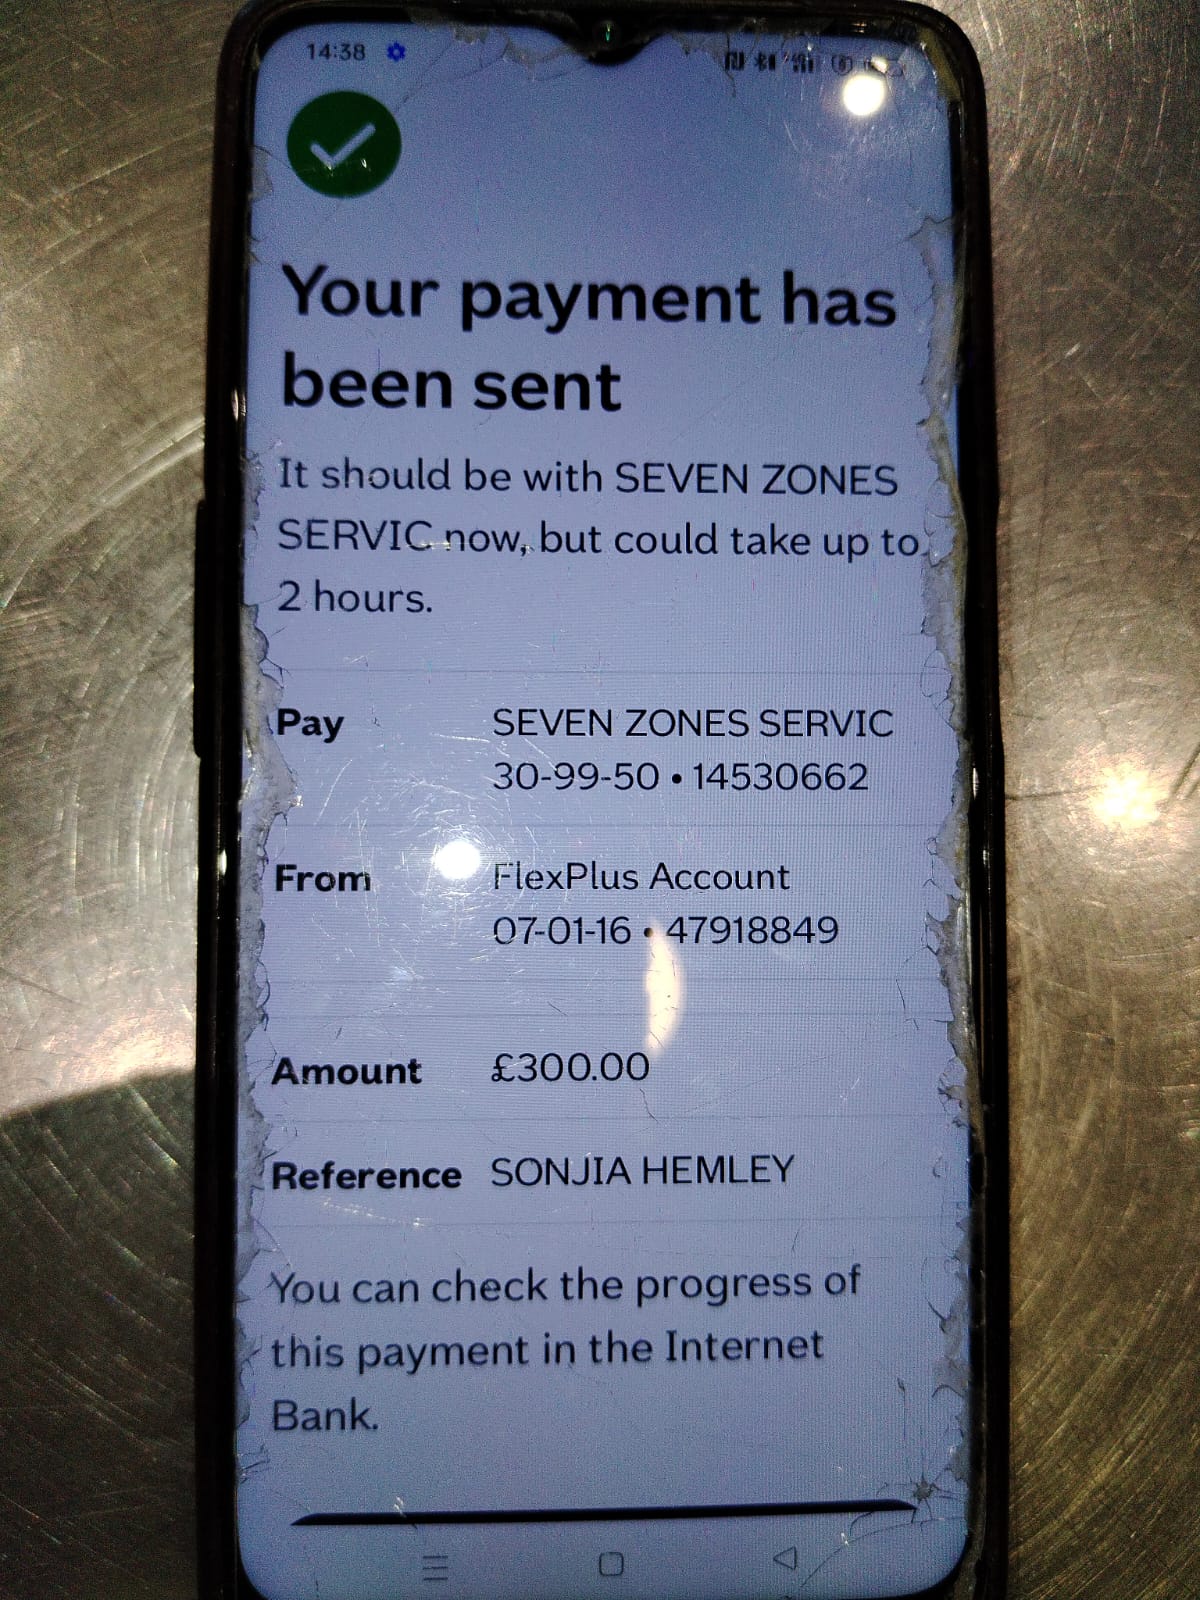 14:38
Your payment has
been sent
It should be with SEVEN ZONES
SERVIC now, but could take up to
2 hours.
Pay SEVEN ZONES SERVIC
30-99-50 • 14530662
From FlexPlus Account
07-01-16 • 47918849
Amount £300.00
Reference SONJIA HEMLEY
You can check the progress of
this payment in the Internet
Bank.